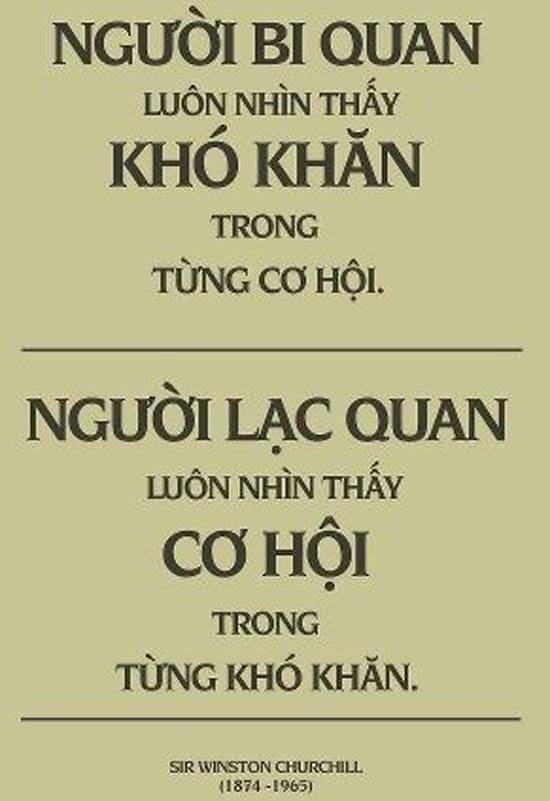 NGƯỜI BI QUAN
LUÔN NHÌN THẤY
KHÓ KHĂN
TRONG
TỪNG CƠ HỘI.
NGƯỜI LẠC QUAN
LUÔN NHÌN THẤY
CƠ HỘI
TRONG
TỪNG KHÓ KHĂN.
SIR WINSTON CHURCHILL
(1874 -1965)